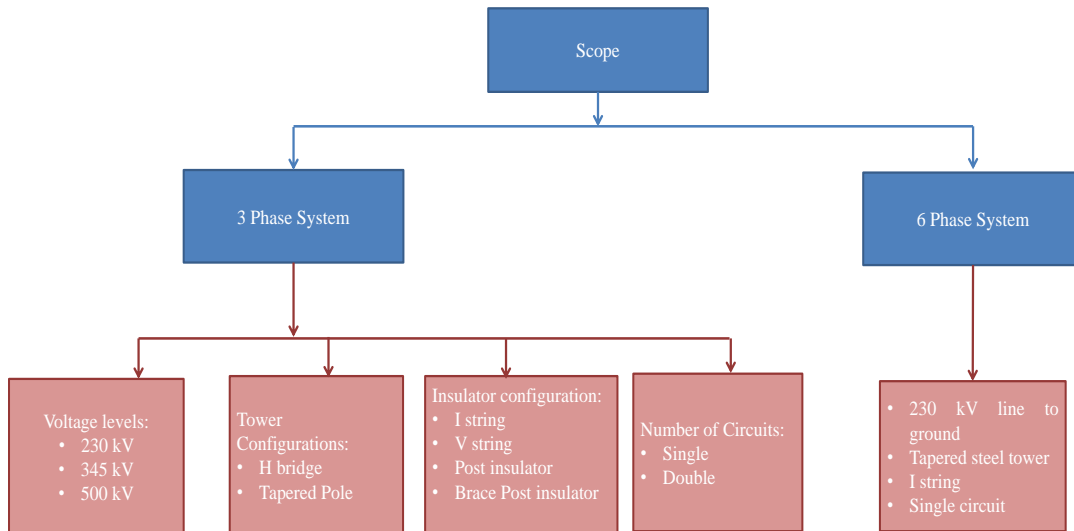 Scope
3 Phase System
6 Phase System
Voltage levels:
• 230 kV
• 345 kV
• 500 kV
Tower
Configurations:
• H bridge
• Tapered Pole
Insulator configuration:
• I string
• V string
• Post insulator
• Brace Post insulator
Number of Circuits:
• Single
• Double
• 230 kV line to
ground
• Tapered steel tower
• I string
• Single circuit